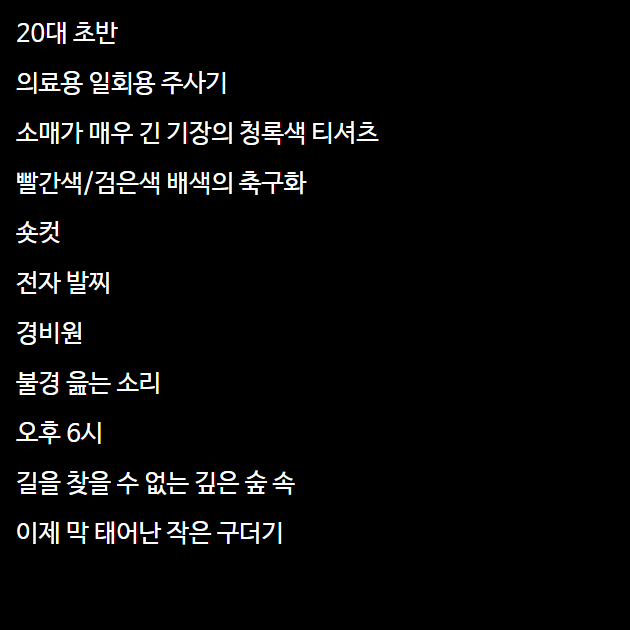 20대 초반
의료용 일회용 주사기
소매가 매우 긴 기장의 청록색 티셔츠
빨간색/검은색 배색의 축구화
숏컷
전자 발찌
경비원
불경 읊는 소리
오후 6시
길을 찾을 수 없는 깊은 숲 속
이제 막 태어난 작은 구더기